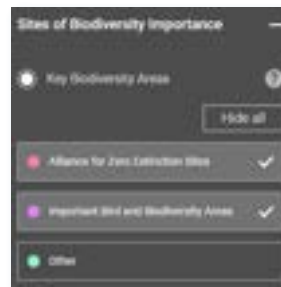 Sites of Biodiversity Importance
Key Biodiversity Areas
Hide all
Alliance for Zero Extinction Sites
Important Bird and Biodiversity Areas
Other